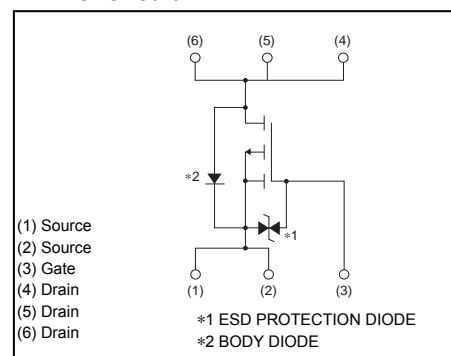 (6) (5) (4)
∗2
∗1
(1) Source
(2) Source
(3) Gate
(4) Drain
(5) Drain
(6) Drain
(1) (2) (3)
∗1 ESD PROTECTION DIODE
∗2 BODY DIODE